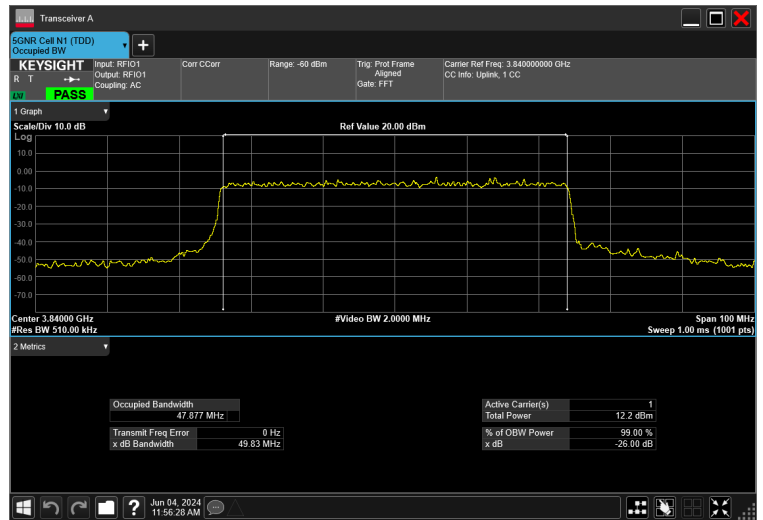 Transceiver A
5GNR Cell N1 (TDD)
Occupied BW
KEYSIGHT
R T
LXI
PASS
Input: RFIO1
Output: RFIO1
Coupling: AC
Corr CCorr
Range: -60 dBm
Trig: Prot Frame
Aligned
Gate: FFT
Carrier Ref Freq: 3.840000000 GHz
CC Info: Uplink, 1 CC
1 Graph
Scale/Div 10.0 dB
Ref Value 20.00 dBm
Log
10.0
0.00
-10.0
-20.0
-30.0
-40.0
-50.0
-60.0
-70.0
Center 3.84000 GHz
#Video BW 2.0000 MHz
Span 100 MHz
#Res BW 510.00 kHz
Sweep 1.00 ms (1001 pts)
2 Metrics
Occupied Bandwidth
47.877 MHz
Transmit Freq Error 0 Hz
x dB Bandwidth 49.83 MHz
Active Carrier(s) 1
Total Power 12.2 dBm
% of OBW Power 99.00 %
x dB -26.00 dB
?
Jun 04, 2024
11:56:28 AM